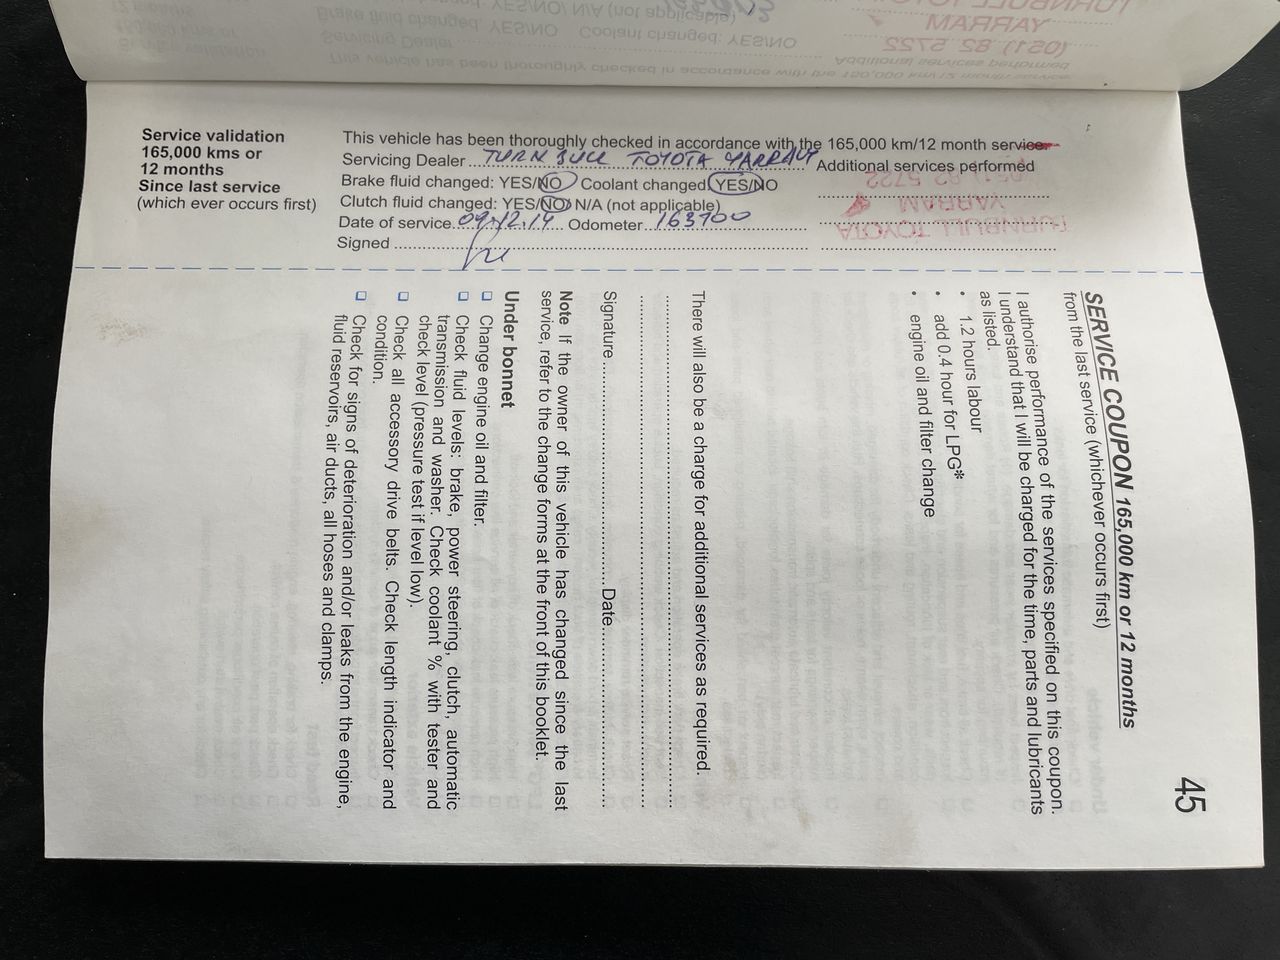 Service validation
165,000 kms or
12 months
Since last service
(which ever occurs first)
This vehicle has been thoroughly checked in accordance with the 165,000 km/12 month service.
Servicing Dealer ... TURNBULL TOYOTA YARRAM Additional services performed
Brake fluid changed: YES/NO Coolant changed: YES/NO
Clutch fluid changed: YES/NO/ N/A (not applicable)
Date of service 09.12.14 Odometer 163700
Signed
(051) 82 5722
YARRAM
TURNBULL TOYOTA
45
SERVICE COUPON 165,000 km or 12 months
from the last service (whichever occurs first)
I authorise performance of the services specified on this coupon.
I understand that I will be charged for the time, parts and lubricants
as listed.
• 1.2 hours labour
• add 0.4 hour for LPG*
• engine oil and filter change
There will also be a charge for additional services as required.
Signature Date
Note If the owner of this vehicle has changed since the last
service, refer to the change forms at the front of this booklet.
Under bonnet
❑ Change engine oil and filter.
❑ Check fluid levels: brake, power steering, clutch, automatic
transmission and washer. Check coolant % with tester and
check level (pressure test if level low).
❑ Check all accessory drive belts. Check length indicator and
condition.
❑ Check for signs of deterioration and/or leaks from the engine,
fluid reservoirs, air ducts, all hoses and clamps.